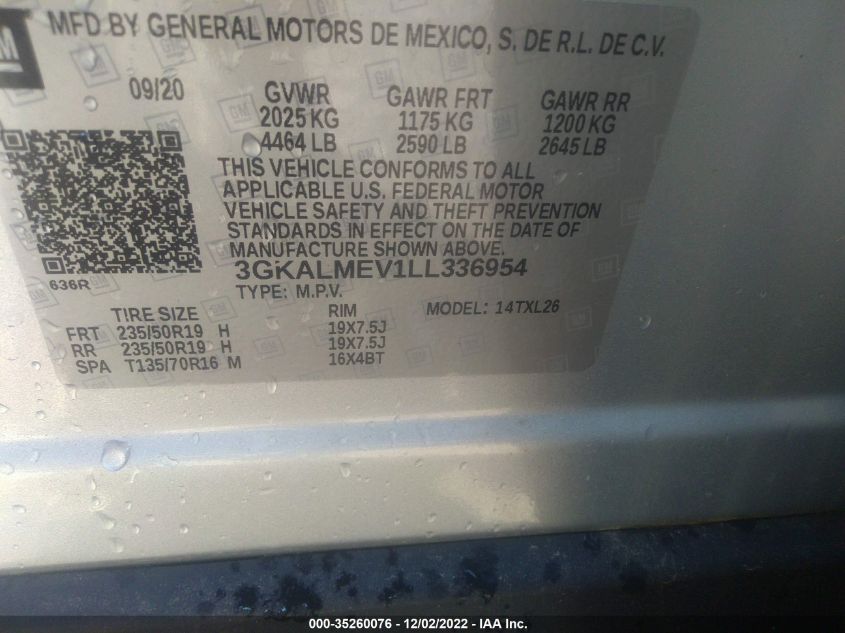 GM
MFD BY GENERAL MOTORS DE MEXICO, S. DE R.L. DE C.V.
09/20 GVWR GAWR FRT GAWR RR
2025 KG 1175 KG 1200 KG
4464 LB 2590 LB 2645 LB
THIS VEHICLE CONFORMS TO ALL
APPLICABLE U.S. FEDERAL MOTOR
VEHICLE SAFETY AND THEFT PREVENTION
STANDARDS IN EFFECT ON THE DATE OF
MANUFACTURE SHOWN ABOVE.
3GKALMEV1LL336954
636R
TYPE: M.P.V. MODEL: 14TXL26
TIRE SIZE RIM
FRT 235/50R19 H 19X7.5J
RR 235/50R19 H 19X7.5J
SPA T135/70R16 M 16X4BT
000-35260076 • 12/02/2022 - IAA Inc.